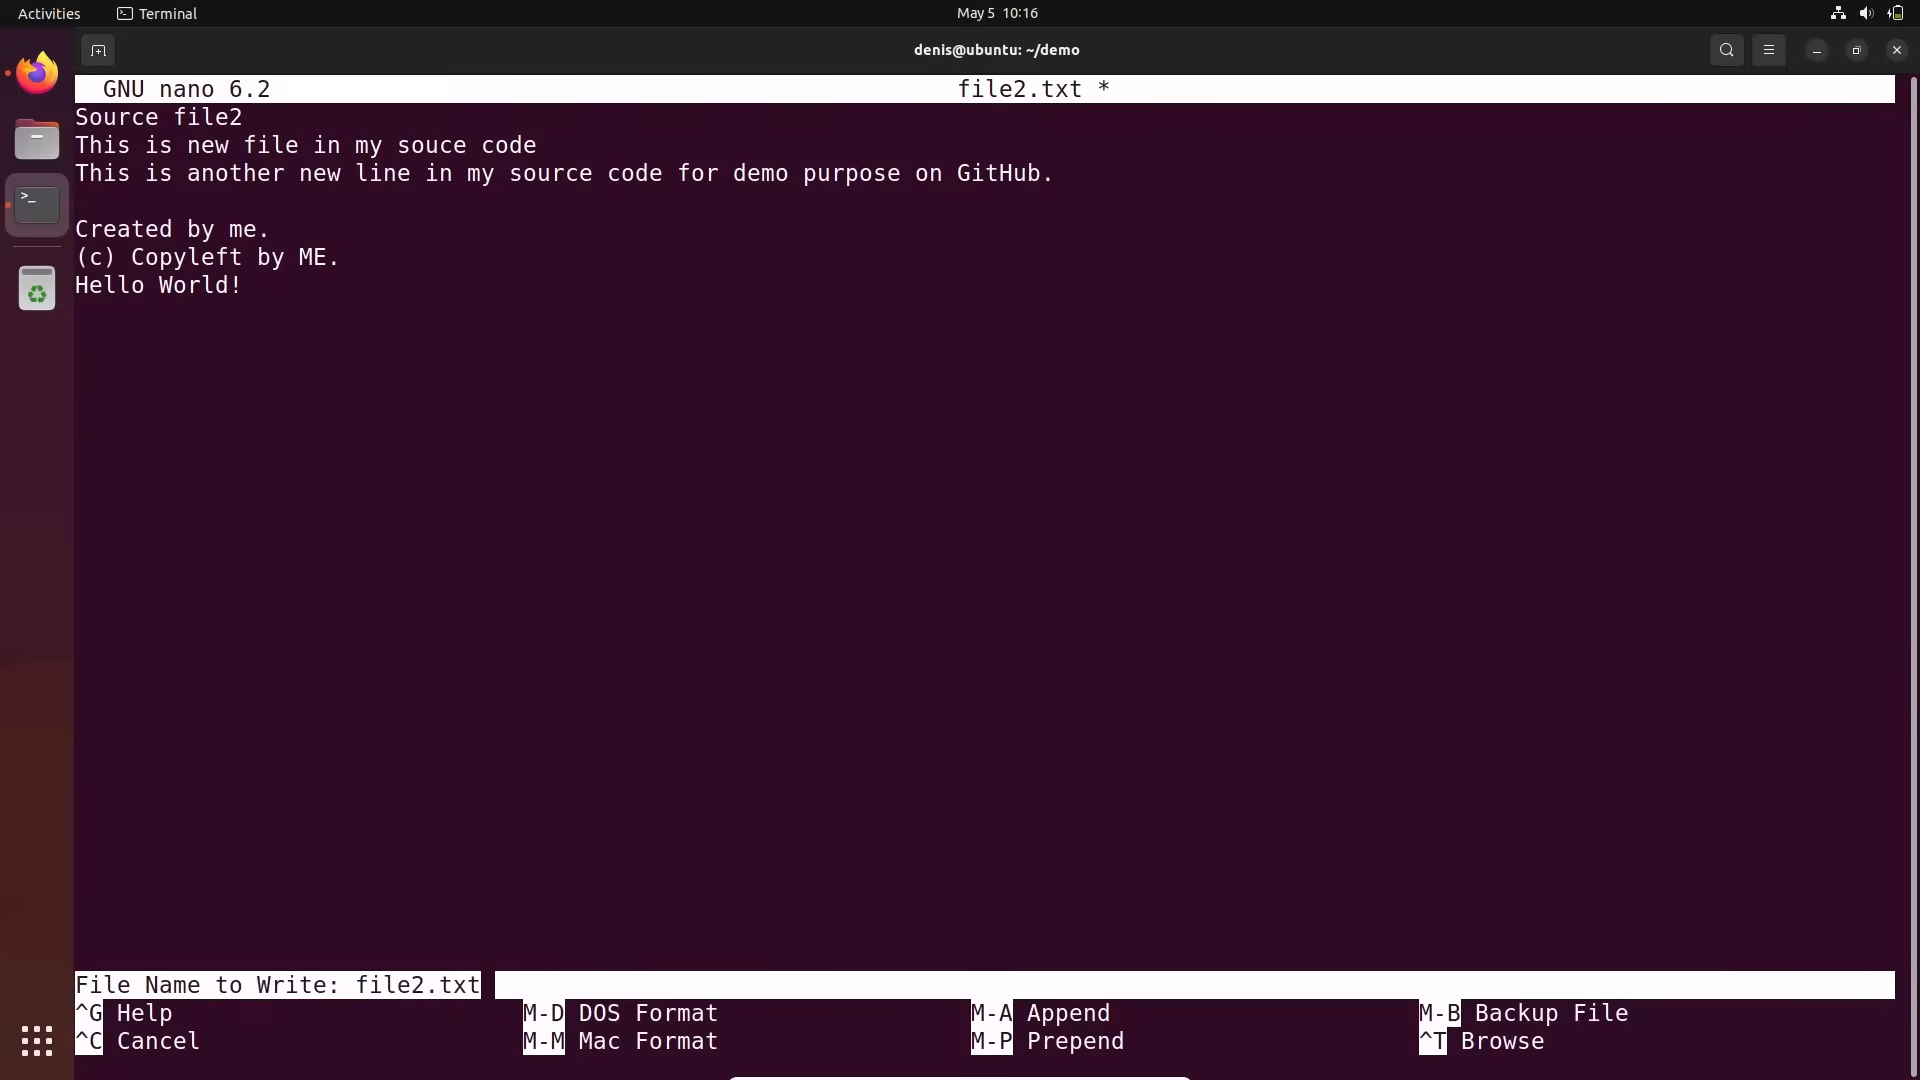 Activities Terminal May 5 10:16
denis@ubuntu: ~/demo
GNU nano 6.2 file2.txt *
Source file2
This is new file in my souce code
This is another new line in my source code for demo purpose on GitHub.
Created by me.
(c) Copyleft by ME.
Hello World!
File Name to Write: file2.txt
^G Help M-D DOS Format M-A Append M-B Backup File
^C Cancel M-M Mac Format M-P Prepend ^T Browse